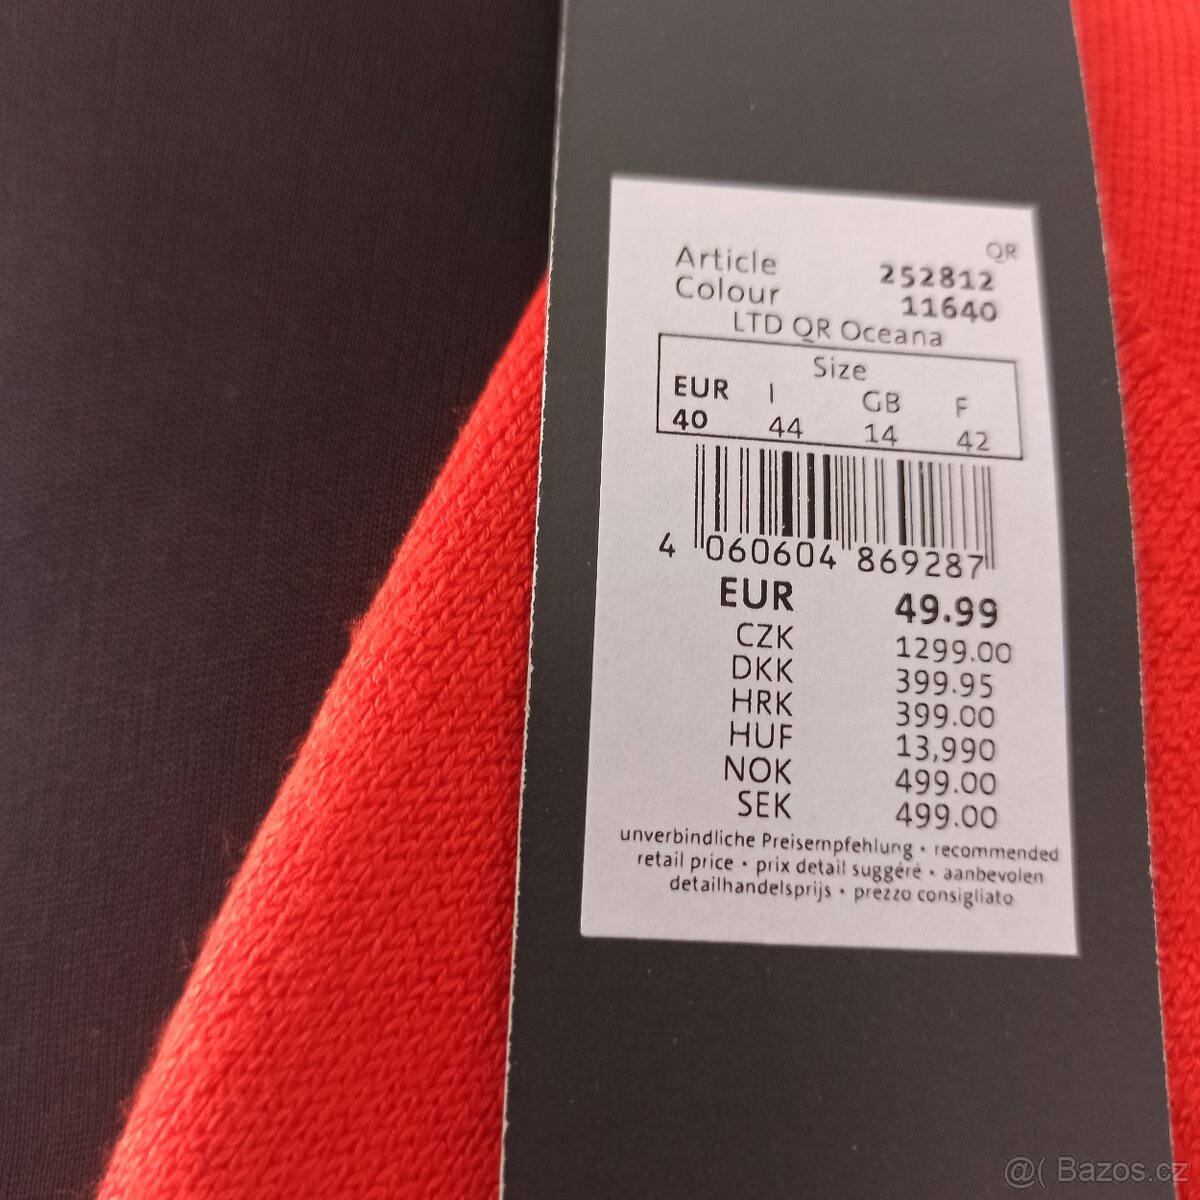 QR
Article 252812
Colour 11640
LTD QR Oceana
Size
EUR I GB F
40 44 14 42
4 060604 869287
EUR 49.99
CZK 1299.00
DKK 399.95
HRK 399.00
HUF 13,990
NOK 499.00
SEK 499.00
unverbindliche Preisempfehlung • recommended
retail price • prix detail suggéré • aanbevolen
detailhandelsprijs • prezzo consigliato
@( Bazos.cz